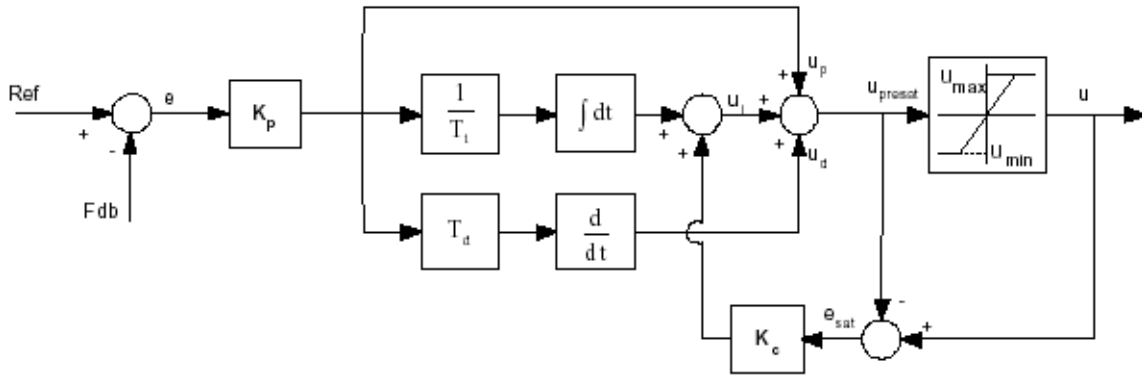 Ref
+
-
Fdb
e
Kp
1
Ti
∫ dt
Td
d
dt
+
+
ui
+
+
+
up
ud
upresat
Umax
Umin
u
-
+
esat
Kc